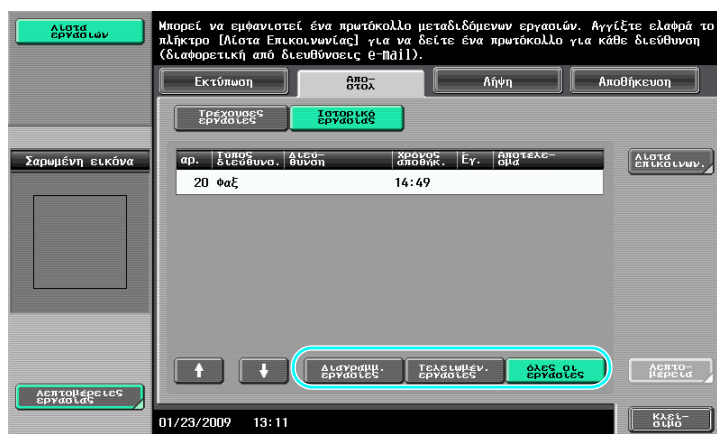 Λίστα
εργασιών
Μπορεί να εμφανιστεί ένα πρωτόκολλο μεταδιδόμενων εργασιών. Αγγίξτε ελαφρά το
πλήκτρο [Λίστα Επικοινωνίας] για να δείτε ένα πρωτόκολλο για κάθε διεύθυνση
(διαφορετική από διευθύνσεις e-mail).
Εκτύπωση
Απο-
στολ
Λήψη
Αποθήκευση
Τρέχουσες
εργασίες
Ιστορικό
εργασίας
Σαρωμένη εικόνα
αρ.
Τύπος
διεύθυνσ.
Διεύ-
θυνση
Χρόνος
αποθήκ.
Έγ.
Αποτέλε-
σμα
Λίστα
επικοινων.
20 Φαξ 14:49
Διαγραμμ.
εργασίες
Τελειωμέν.
εργασίες
όλες οι
εργασίες
Λεπτο-
μέρεια
Λεπτομέρειες
εργασίας
01/23/2009 13:11
Κλεί-
σιμο